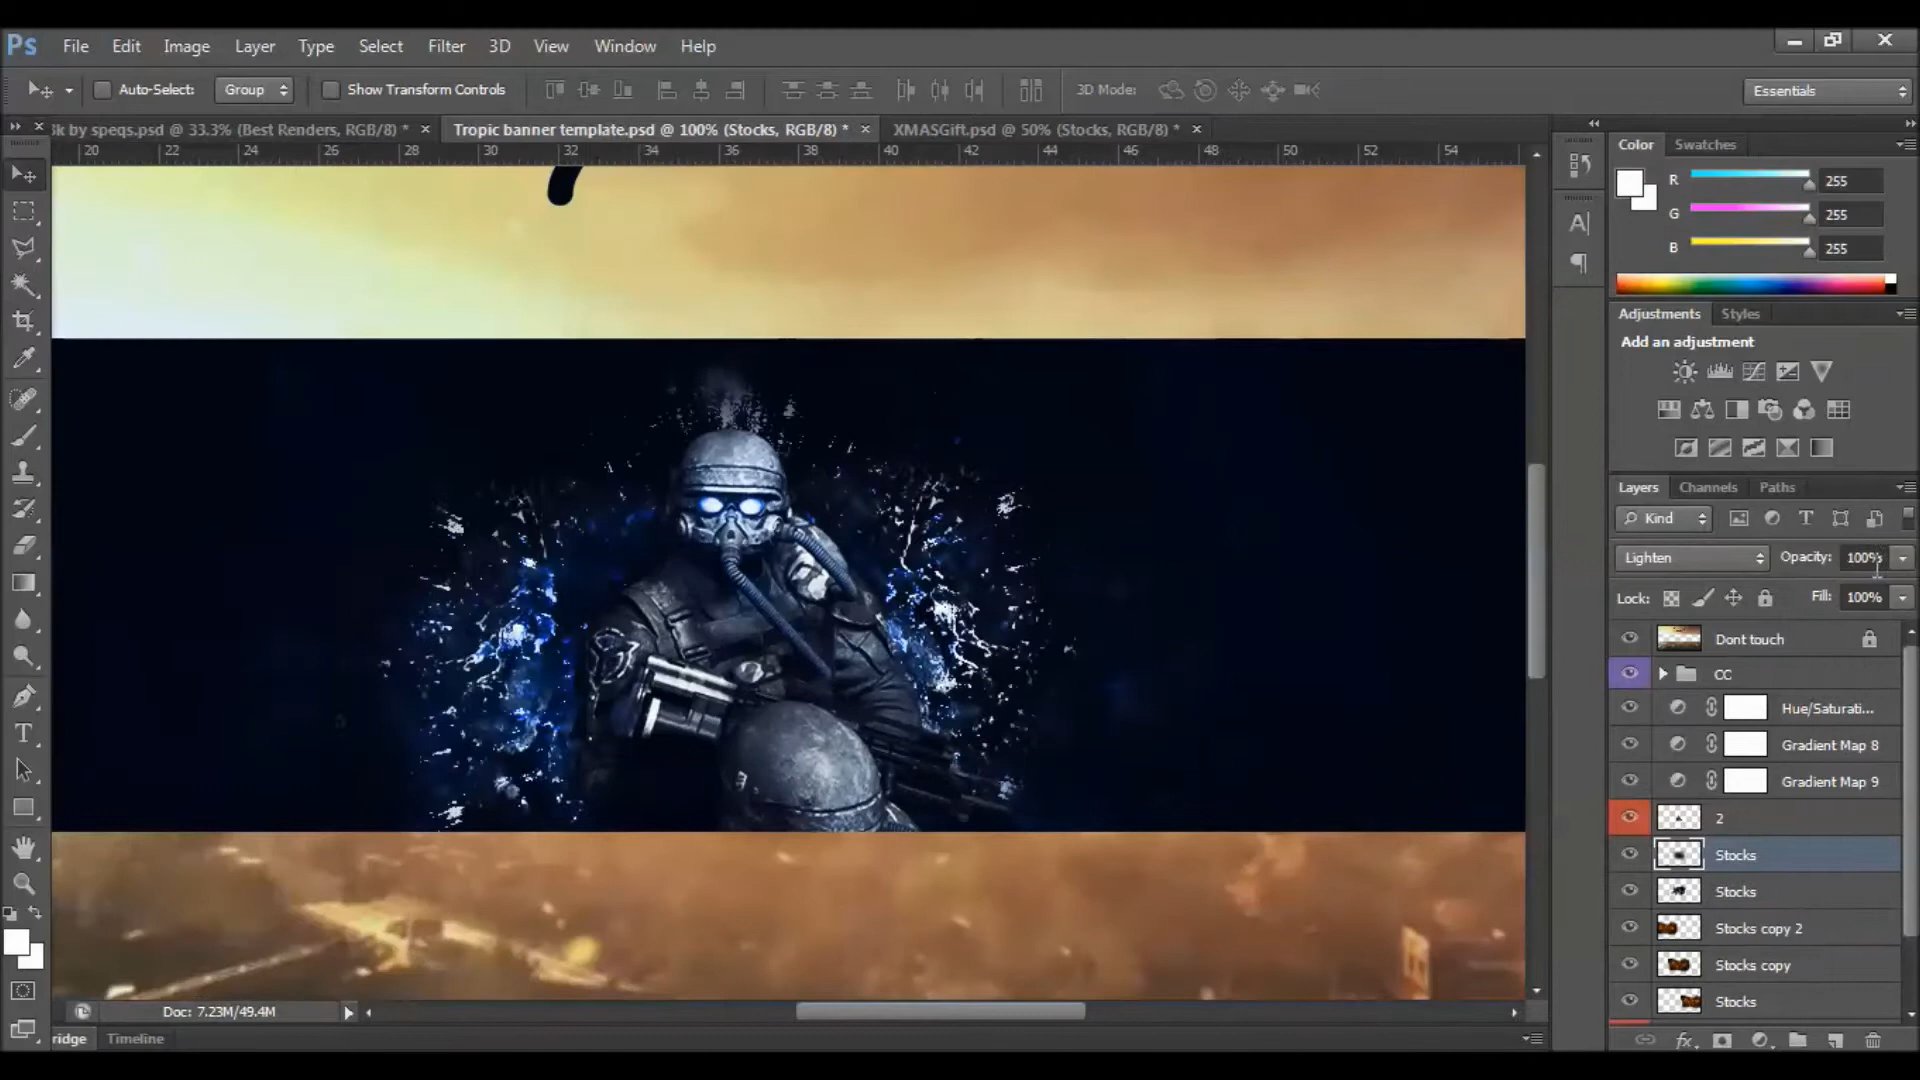 Ps File Edit Image Layer Type Select Filter 3D View Window Help
Auto-Select: Group Show Transform Controls 3D Mode: Essentials
k by speqs.psd @ 33.3% (Best Renders, RGB/8) * × Tropic banner template.psd @ 100% (Stocks, RGB/8) * × XMASGift.psd @ 50% (Stocks, RGB/8) * ×
20 22 24 26 28 30 32 34 36 38 40 42 44 46 48 50 52 54
Color Swatches
R 255
G 255
B 255
Adjustments Styles
Add an adjustment
Layers Channels Paths
Kind
Lighten Opacity: 100%
Lock: Fill: 100%
Dont touch
CC
Hue/Saturati...
Gradient Map 8
Gradient Map 9
2
Stocks
Stocks
Stocks copy 2
Stocks copy
Stocks
Doc: 7.23M/49.4M
ridge Timeline